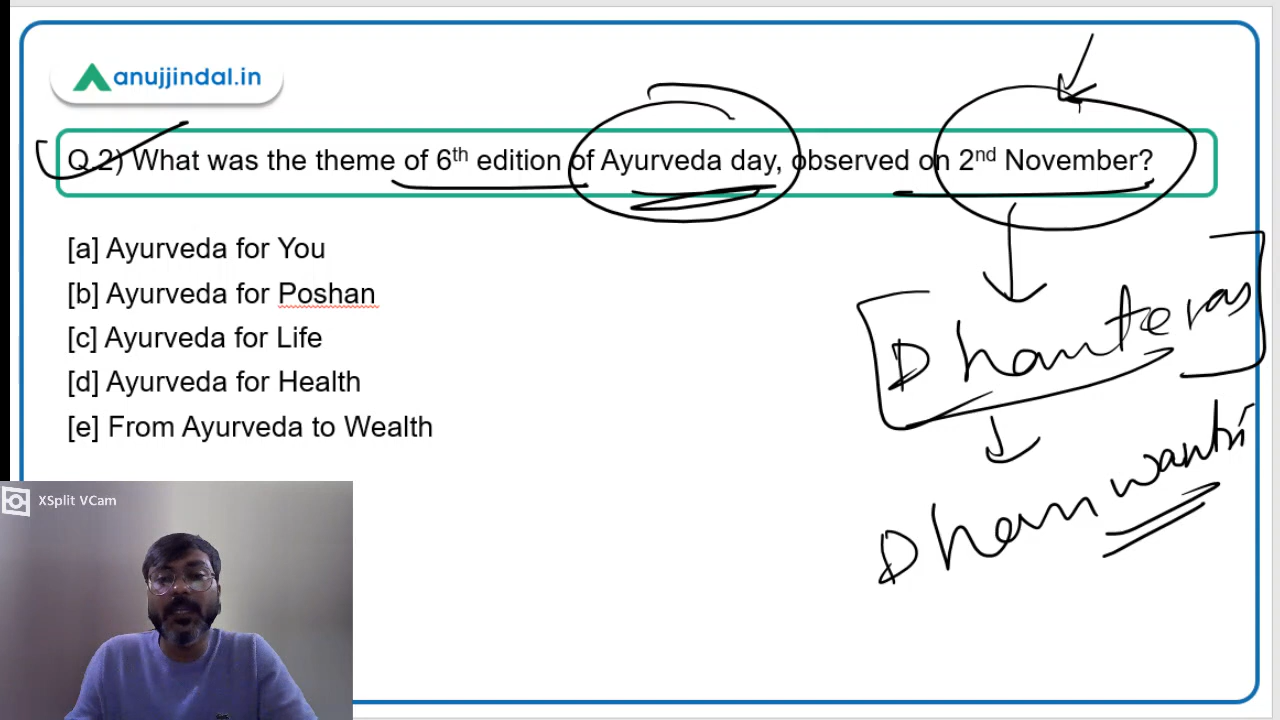 anujjindal.in
Q 2) What was the theme of 6th edition of Ayurveda day, observed on 2nd November?
[a] Ayurveda for You
[b] Ayurveda for Poshan
[c] Ayurveda for Life
[d] Ayurveda for Health
[e] From Ayurveda to Wealth
Dhanteras
Dhanwantri
XSplit VCam